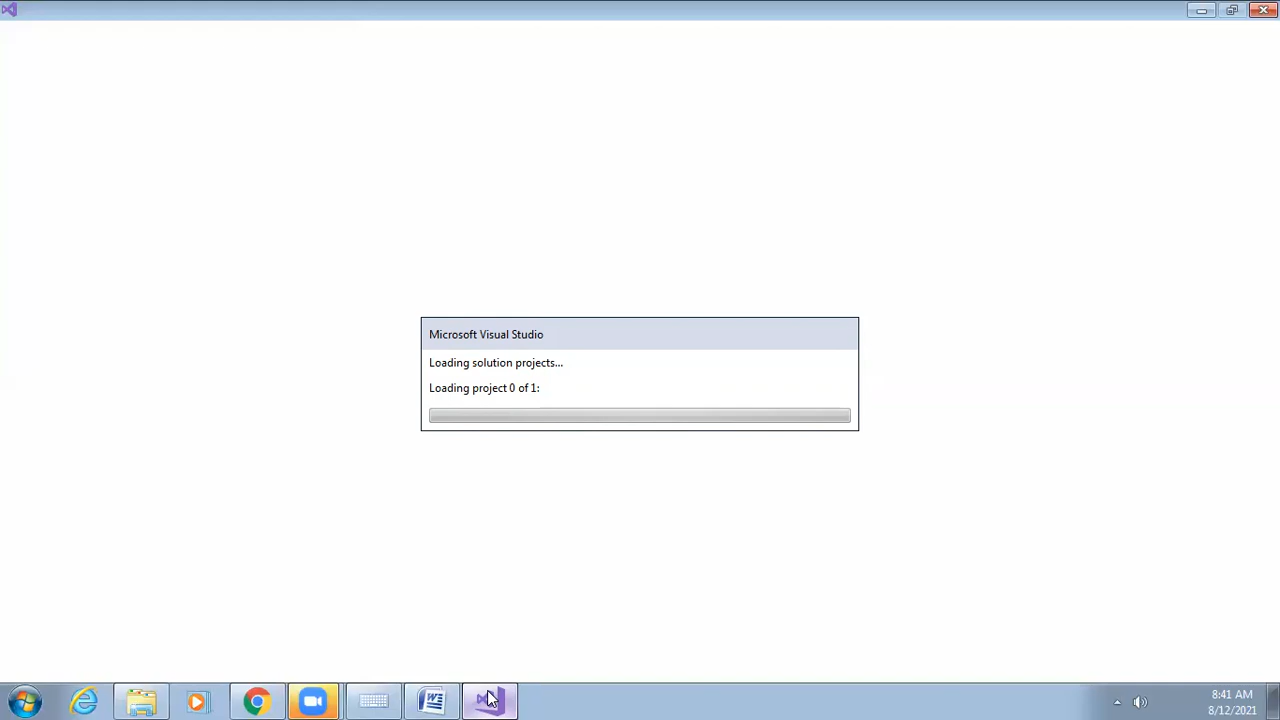 Microsoft Visual Studio
Loading solution projects...
Loading project 0 of 1:
8:41 AM
8/12/2021